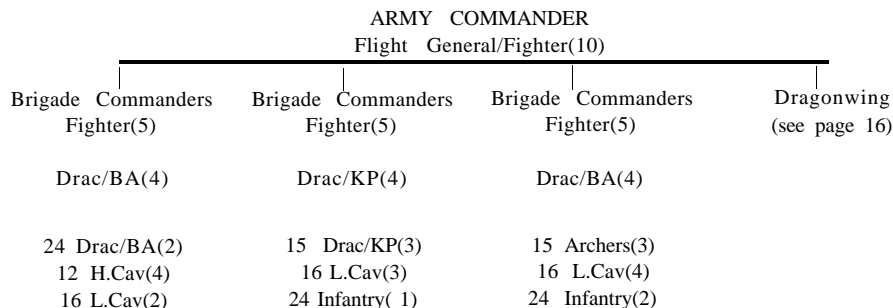 ARMY COMMANDER
Flight General/Fighter(10)
Brigade Commanders Brigade Commanders Brigade Commanders Dragonwing
Fighter(5) Fighter(5) Fighter(5) (see page 16)
Drac/BA(4) Drac/KP(4) Drac/BA(4)
24 Drac/BA(2) 15 Drac/KP(3) 15 Archers(3)
12 H.Cav(4) 16 L.Cav(3) 16 L.Cav(4)
16 L.Cav(2) 24 Infantry( 1) 24 Infantry(2)